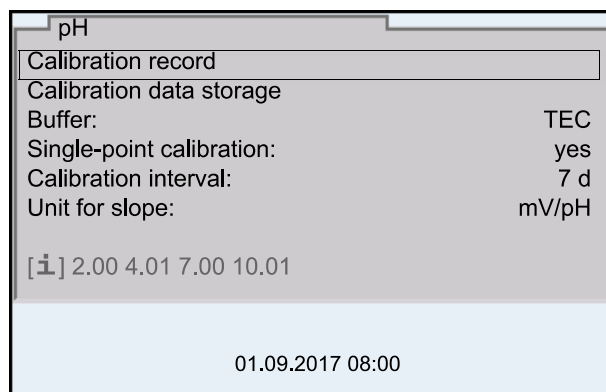 pH
Calibration record
Calibration data storage
Buffer: TEC
Single-point calibration: yes
Calibration interval: 7 d
Unit for slope: mV/pH
[i] 2.00 4.01 7.00 10.01
01.09.2017 08:00